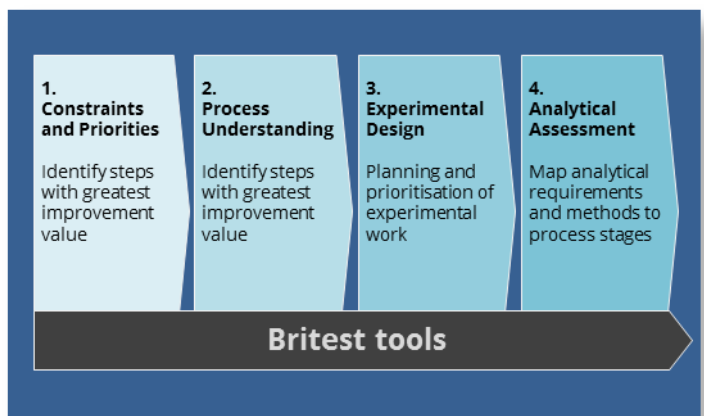 1.
Constraints
and Priorities
Identify steps
with greatest
improvement
value
2.
Process
Understanding
Identify steps
with greatest
improvement
value
3.
Experimental
Design
Planning and
prioritisation of
experimental
work
4.
Analytical
Assessment
Map analytical
requirements
and methods to
process stages
Britest tools